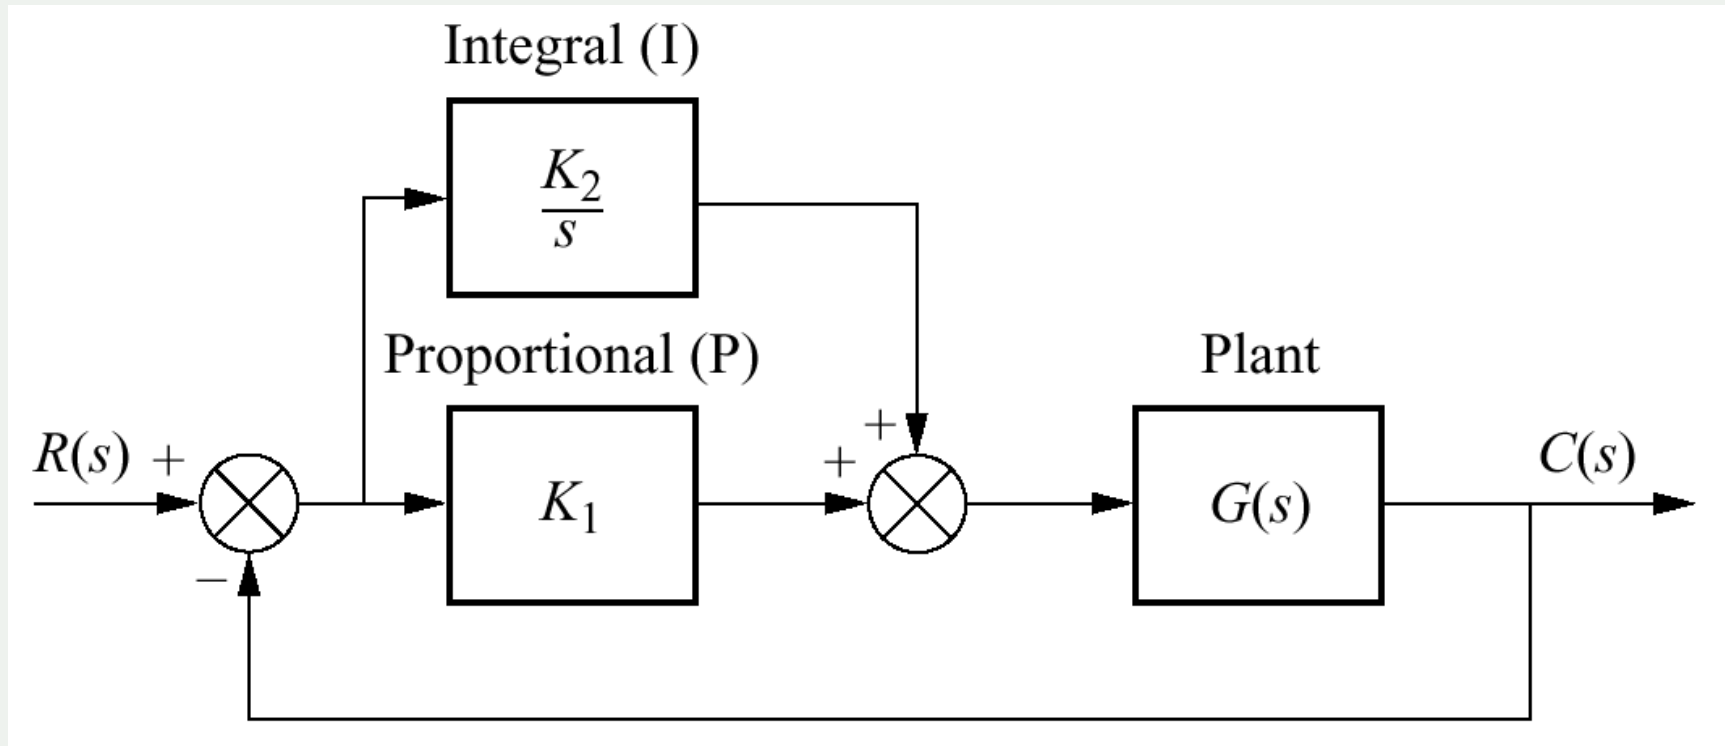 Integral (I)
K₂
s
Proportional (P)
Plant
R(s) +
+
+
C(s)
K₁
G(s)
−